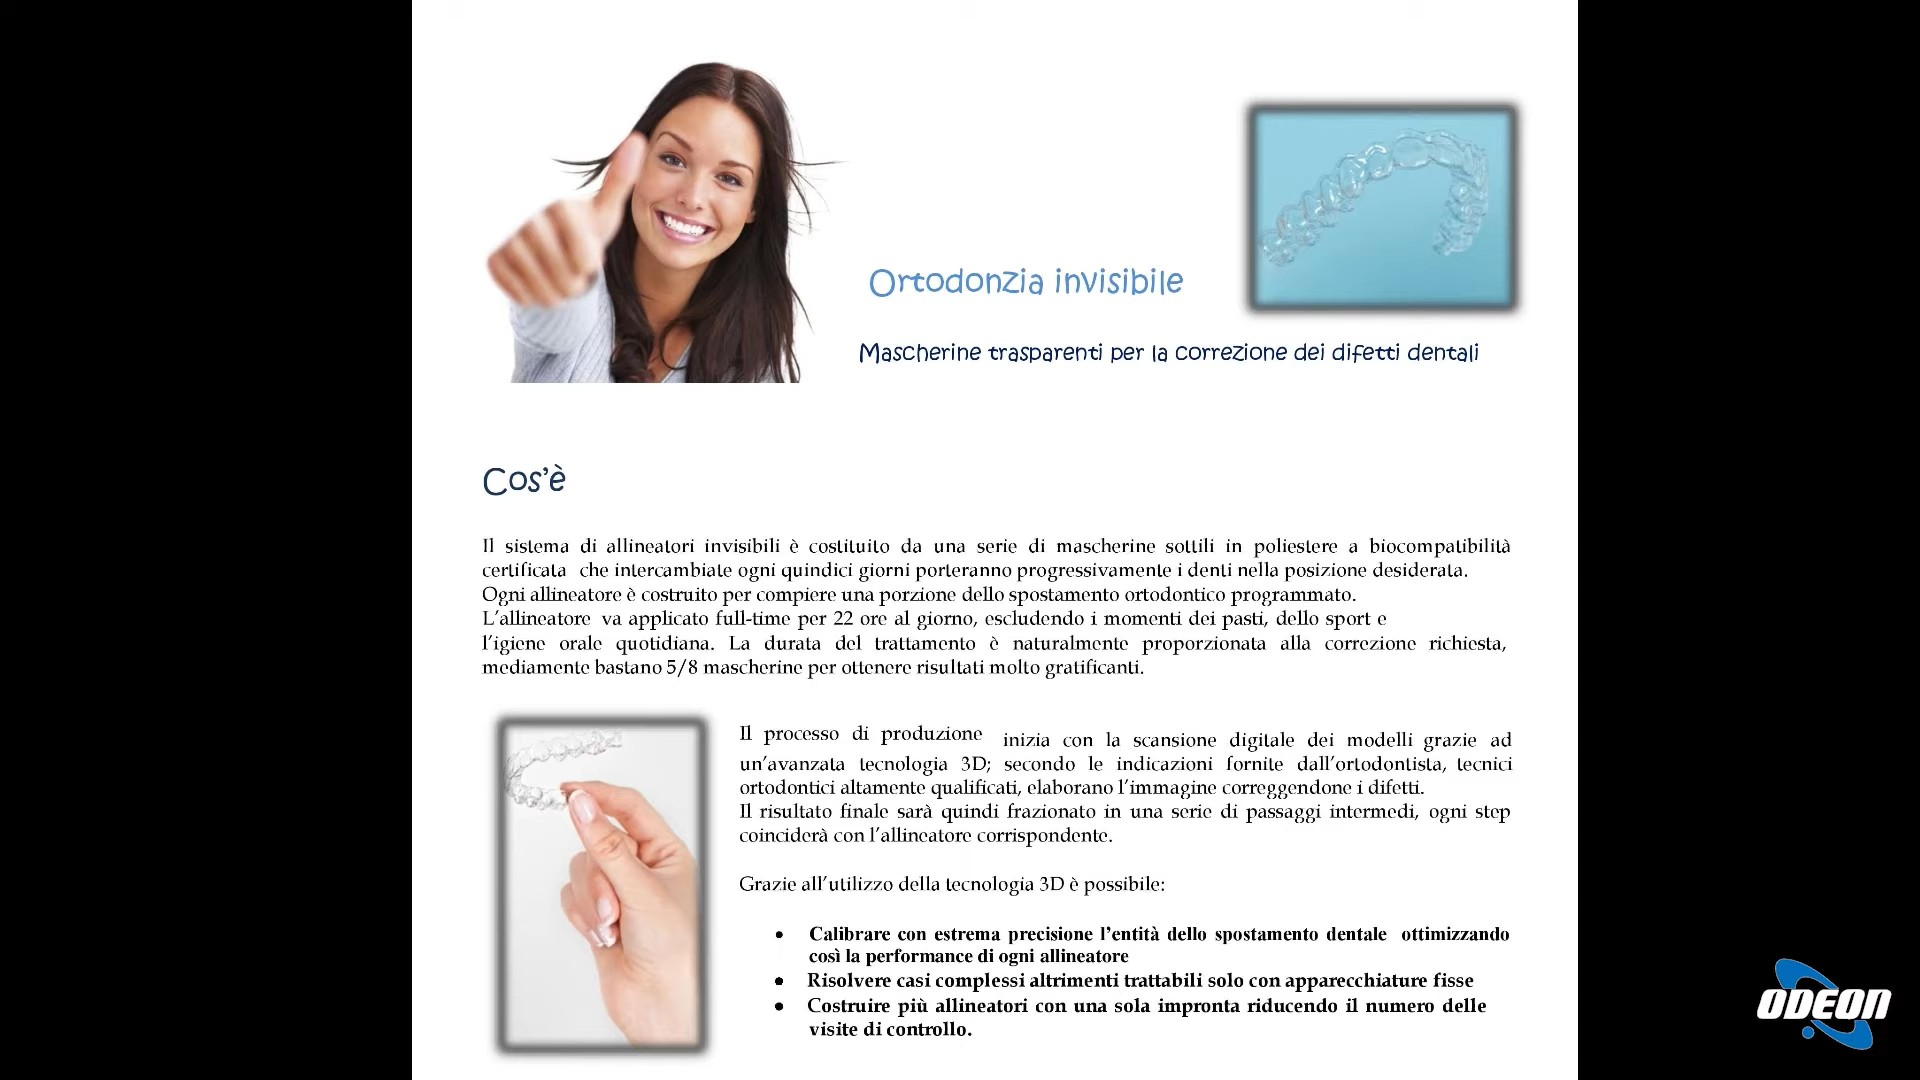 Ortodonzia invisibile
Mascherine trasparenti per la correzione dei difetti dentali
Cos'è
Il sistema di allineatori invisibili è costituito da una serie di mascherine sottili in poliestere a biocompatibilità
certificata che intercambiate ogni quindici giorni porteranno progressivamente i denti nella posizione desiderata.
Ogni allineatore è costruito per compiere una porzione dello spostamento ortodontico programmato.
L'allineatore va applicato full-time per 22 ore al giorno, escludendo i momenti dei pasti, dello sport e
l'igiene orale quotidiana. La durata del trattamento è naturalmente proporzionata alla correzione richiesta,
mediamente bastano 5/8 mascherine per ottenere risultati molto gratificanti.
Il processo di produzione inizia con la scansione digitale dei modelli grazie ad
un'avanzata tecnologia 3D; secondo le indicazioni fornite dall'ortodontista, tecnici
ortodontici altamente qualificati, elaborano l'immagine correggendone i difetti.
Il risultato finale sarà quindi frazionato in una serie di passaggi intermedi, ogni step
coinciderà con l'allineatore corrispondente.
Grazie all'utilizzo della tecnologia 3D è possibile:
• Calibrare con estrema precisione l'entità dello spostamento dentale ottimizzando
così la performance di ogni allineatore
• Risolvere casi complessi altrimenti trattabili solo con apparecchiature fisse
• Costruire più allineatori con una sola impronta riducendo il numero delle
visite di controllo.
ODEON